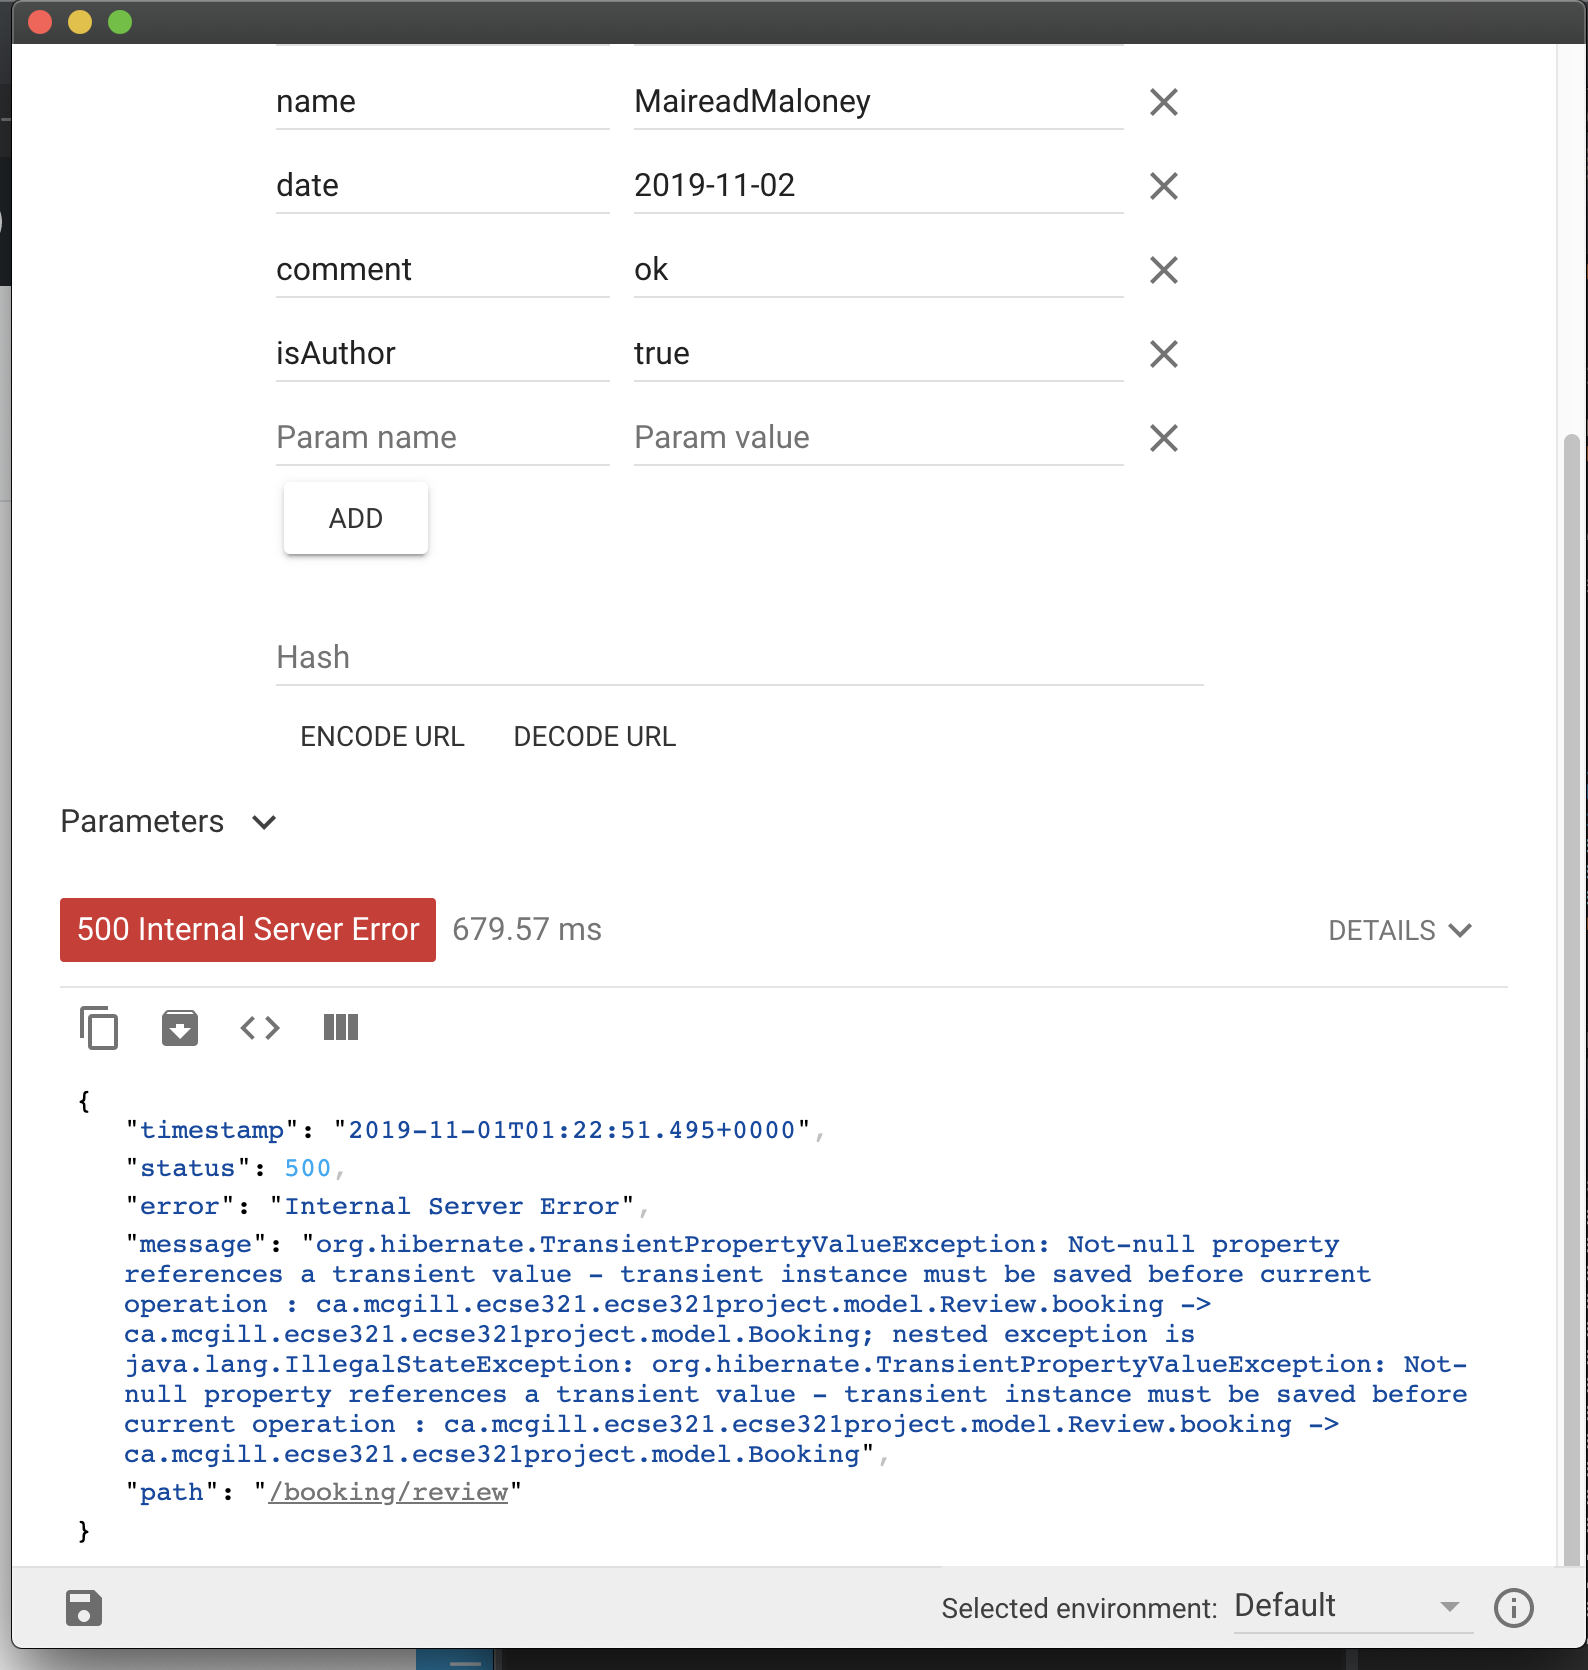 name MaireadMaloney
date 2019-11-02
comment ok
isAuthor true
Param name Param value
ADD
Hash
ENCODE URL DECODE URL
Parameters
500 Internal Server Error 679.57 ms DETAILS
{
"timestamp": "2019-11-01T01:22:51.495+0000",
"status": 500,
"error": "Internal Server Error",
"message": "org.hibernate.TransientPropertyValueException: Not-null property
references a transient value - transient instance must be saved before current
operation : ca.mcgill.ecse321.ecse321project.model.Review.booking ->
ca.mcgill.ecse321.ecse321project.model.Booking; nested exception is
java.lang.IllegalStateException: org.hibernate.TransientPropertyValueException: Not-
null property references a transient value - transient instance must be saved before
current operation : ca.mcgill.ecse321.ecse321project.model.Review.booking ->
ca.mcgill.ecse321.ecse321project.model.Booking",
"path": "/booking/review"
}
Selected environment: Default